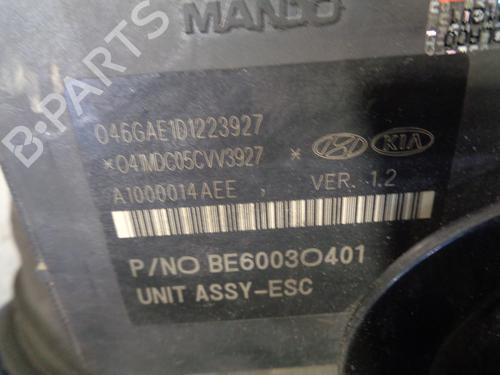 MANDO
046GAE1D1223927
*041MDC05CVV3927 *
KIA
A1000014AEE , VER. 1.2
P/NO BE60030401
UNIT ASSY-ESC
B-PARTS